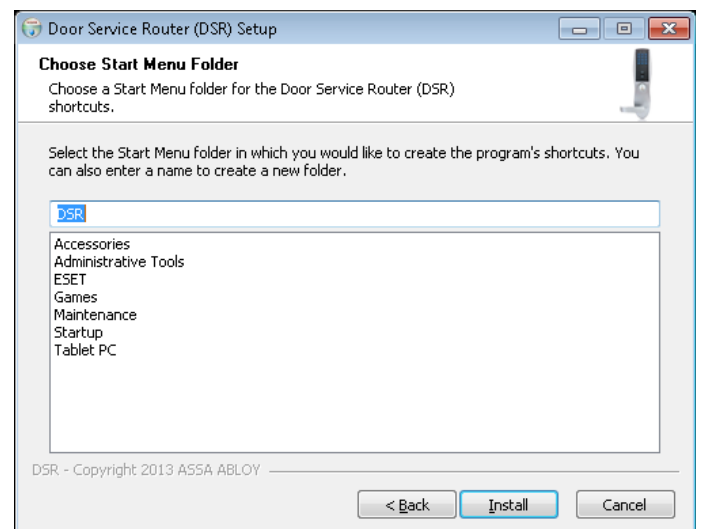 Door Service Router (DSR) Setup
Choose Start Menu Folder
Choose a Start Menu folder for the Door Service Router (DSR)
shortcuts.
Select the Start Menu folder in which you would like to create the program's shortcuts. You
can also enter a name to create a new folder.
DSR
Accessories
Administrative Tools
ESET
Games
Maintenance
Startup
Tablet PC
DSR - Copyright 2013 ASSA ABLOY
< Back Install Cancel